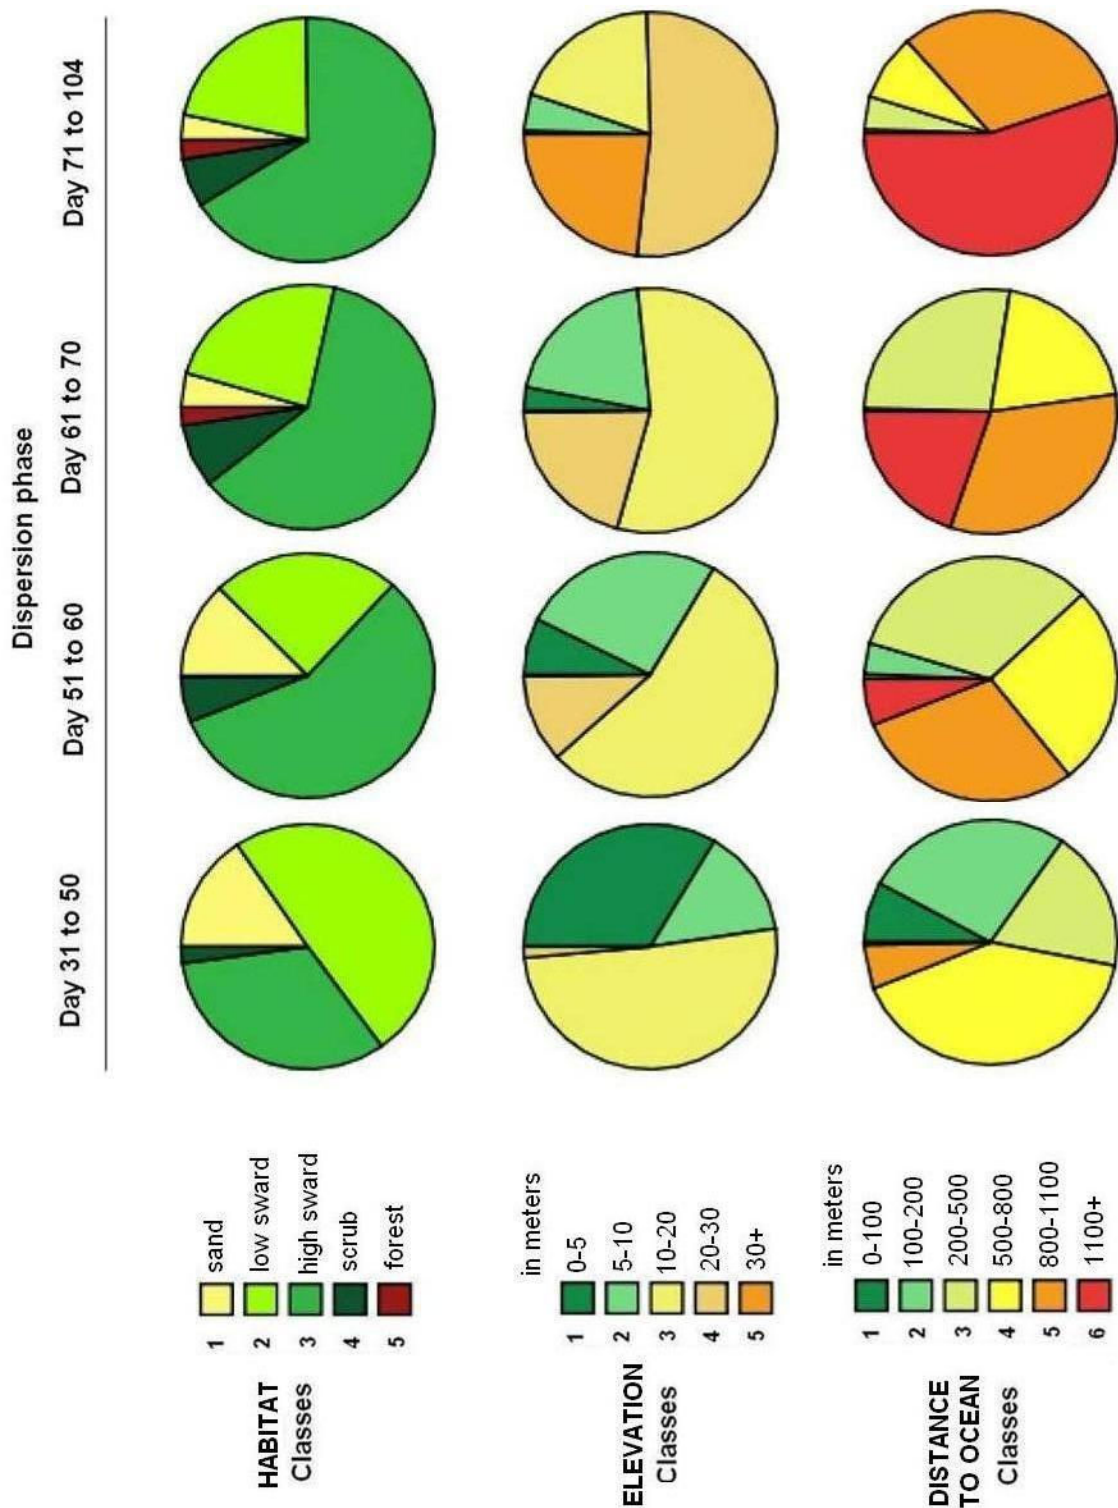 Dispersion phase
Day 31 to 50 Day 51 to 60 Day 61 to 70 Day 71 to 104
HABITAT
Classes
1 sand
2 low sward
3 high sward
4 scrub
5 forest
ELEVATION
Classes
in meters
1 0-5
2 5-10
3 10-20
4 20-30
5 30+
DISTANCE
TO OCEAN
Classes
in meters
1 0-100
2 100-200
3 200-500
4 500-800
5 800-1100
6 1100+